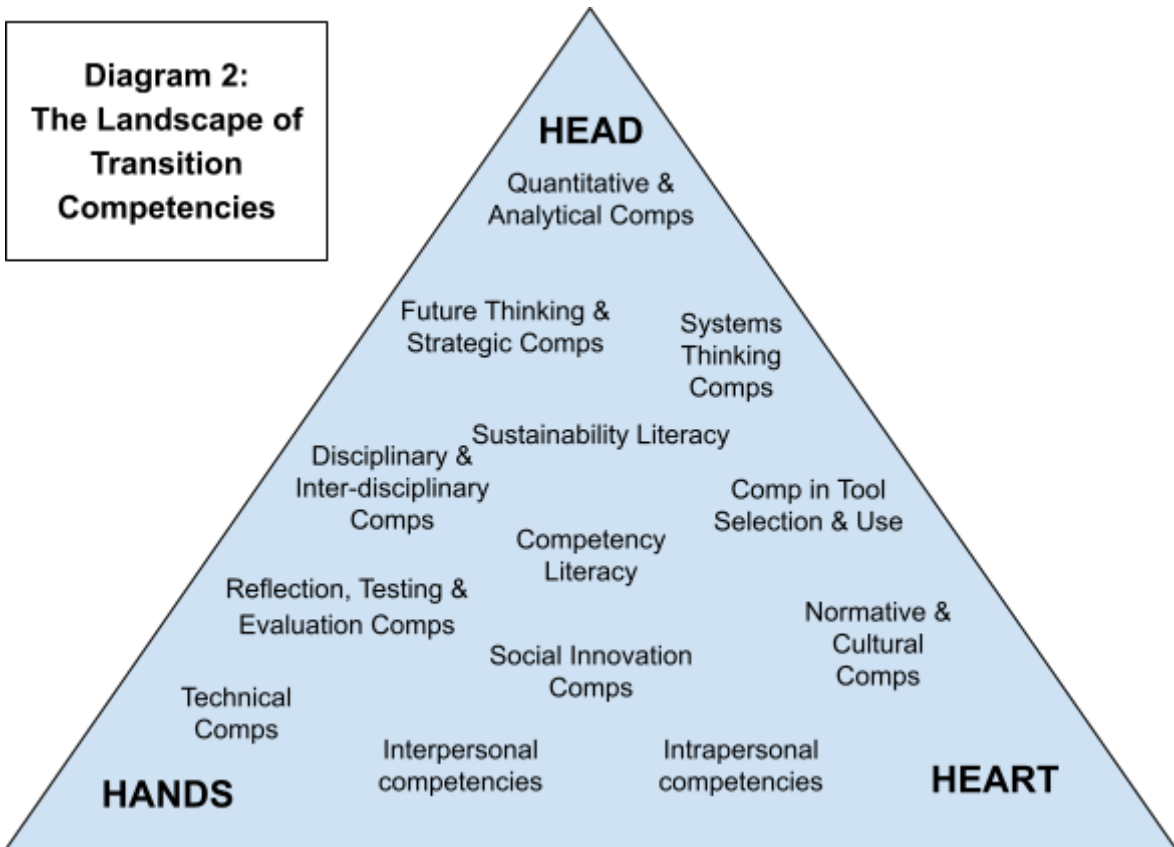 Diagram 2:
The Landscape of
Transition
Competencies
HEAD
Quantitative &
Analytical Comps
Future Thinking &
Strategic Comps
Systems
Thinking
Comps
Sustainability Literacy
Disciplinary &
Inter-disciplinary
Comps
Comp in Tool
Selection & Use
Competency
Literacy
Reflection, Testing &
Evaluation Comps
Normative &
Cultural
Comps
Social Innovation
Comps
Technical
Comps
Interpersonal
competencies
Intrapersonal
competencies
HANDS
HEART